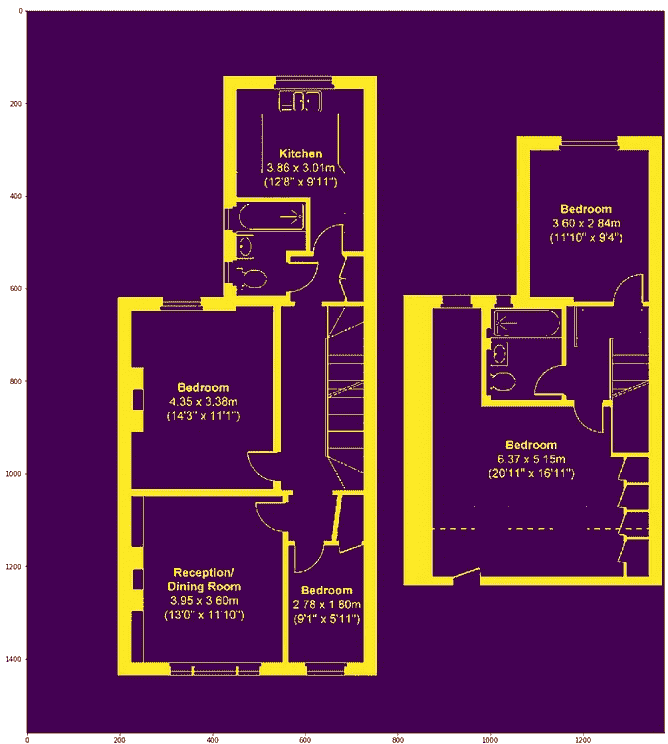 Kitchen
3.86 x 3.01m
(12'8" x 9'11")
Bedroom
3.60 x 2.84m
(11'10" x 9'4")
Bedroom
4.35 x 3.38m
(14'3" x 11'1")
Bedroom
6.37 x 5.15m
(20'11" x 16'11")
Reception/
Dining Room
3.95 x 3.60m
(13'0" x 11'10")
Bedroom
2.78 x 1.80m
(9'1" x 5'11")
0
200
400
600
800
1000
1200
1400
0 200 400 600 800 1000 1200